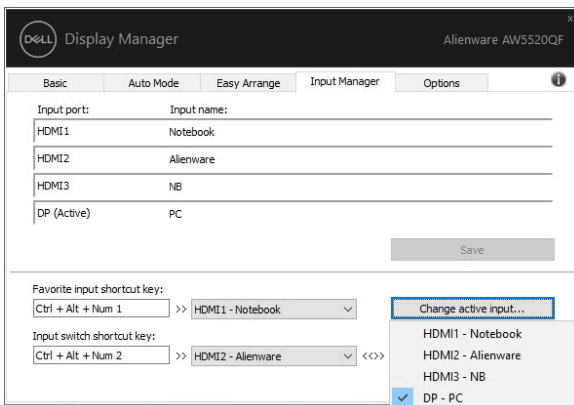 DELL Display Manager Alienware AW5520QF
x
Basic Auto Mode Easy Arrange Input Manager Options i
Input port: Input name:
HDMI1 Notebook
HDMI2 Alienware
HDMI3 NB
DP (Active) PC
Save
Favorite input shortcut key:
Ctrl + Alt + Num 1 >> HDMI1 - Notebook Change active input...
Input switch shortcut key:
Ctrl + Alt + Num 2 >> HDMI2 - Alienware <<>>
HDMI1 - Notebook
HDMI2 - Alienware
HDMI3 - NB
DP - PC